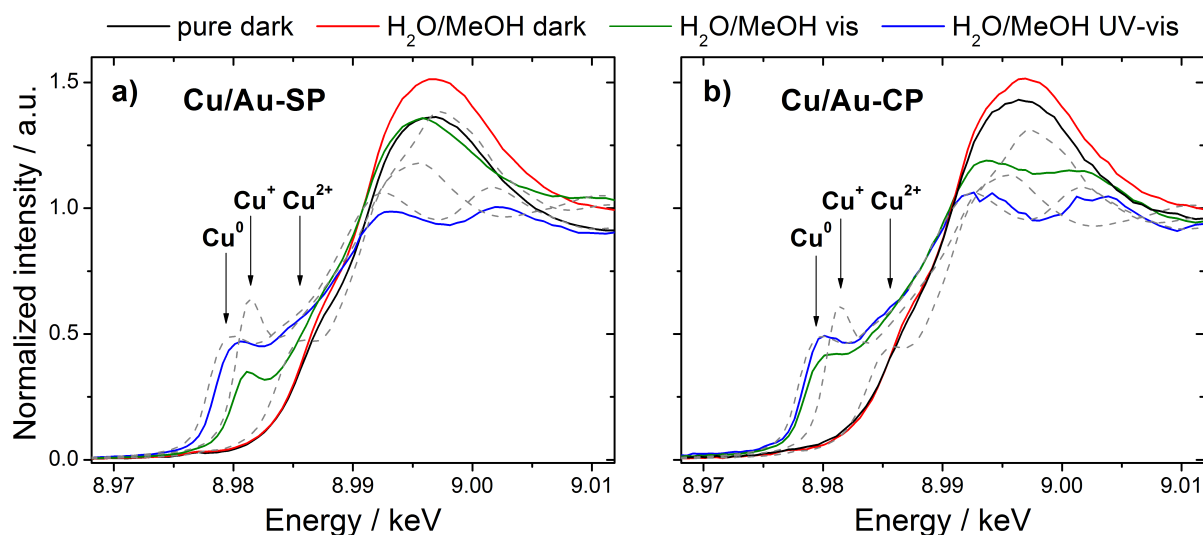 pure dark H₂O/MeOH dark H₂O/MeOH vis H₂O/MeOH UV-vis
a) Cu/Au-SP
Cu⁰ Cu⁺ Cu²⁺
1.5
1.0
0.5
0.0
8.97 8.98 8.99 9.00 9.01
Energy / keV
Normalized intensity / a.u.
b) Cu/Au-CP
Cu⁰ Cu⁺ Cu²⁺
8.97 8.98 8.99 9.00 9.01
Energy / keV